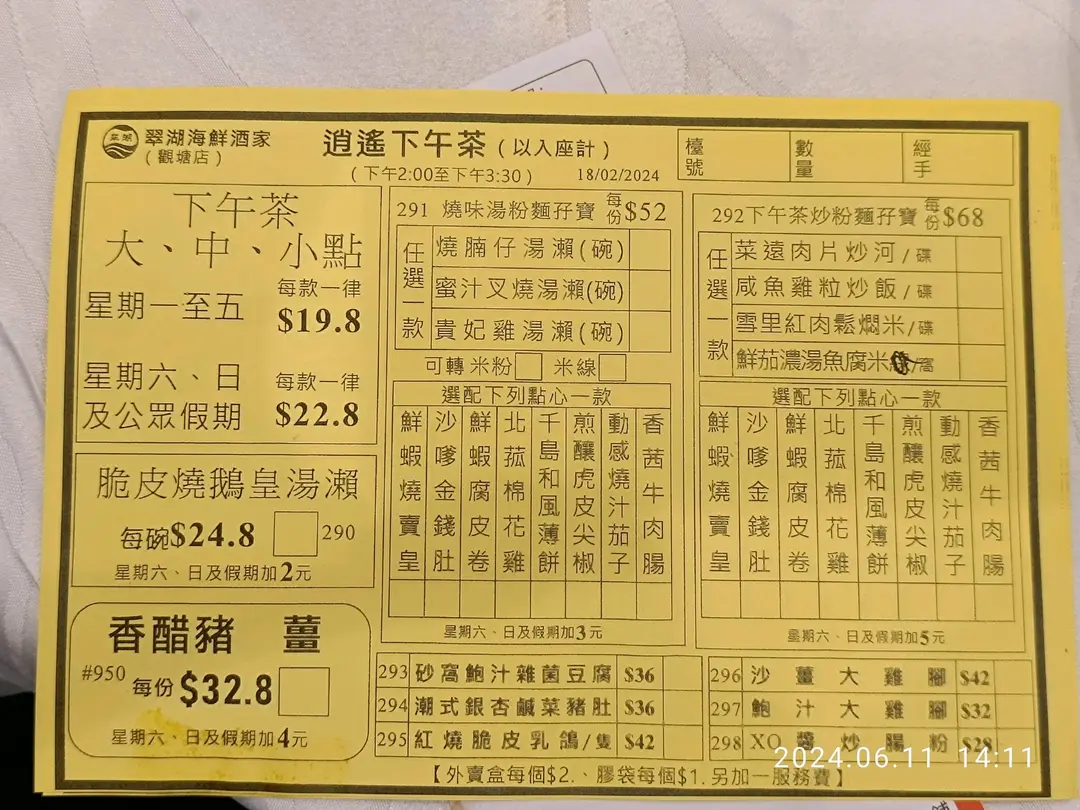 翠湖海鮮酒家
(觀塘店)
逍遙下午茶(以入座計)
(下午2:00至下午3:30) 18/02/2024
檯號
數量
經手
下午茶
大、中、小點
星期一至五
每款一律
$19.8
星期六、日
及公眾假期
每款一律
$22.8
脆皮燒鵝皇湯瀨
每碗$24.8 290
星期六、日及假期加2元
香醋豬 薑
#950 每份$32.8
星期六、日及假期加4元
291 燒味湯粉麵孖寶 每份$52
任選一款
燒腩仔湯瀨(碗)
蜜汁叉燒湯瀨(碗)
貴妃雞湯瀨(碗)
可轉 米粉 米線
選配下列點心一款
鮮蝦燒賣皇
沙嗲金錢肚
鮮蝦腐皮卷
北菰棉花雞
千島和風薄餅
煎釀虎皮尖椒
動感燒汁茄子
香茜牛肉腸
星期六、日及假期加3元
292下午茶炒粉麵孖寶 每份$68
任選一款
菜遠肉片炒河/碟
咸魚雞粒炒飯/碟
雪里紅肉鬆燜米/碟
鮮茄濃湯魚腐米/窩
選配下列點心一款
鮮蝦燒賣皇
沙嗲金錢肚
鮮蝦腐皮卷
北菰棉花雞
千島和風薄餅
煎釀虎皮尖椒
動感燒汁茄子
香茜牛肉腸
星期六、日及假期加5元
293 砂窩鮑汁雜菌豆腐 $36
294 潮式銀杏鹹菜豬肚 $36
295 紅燒脆皮乳鴿/隻 $42
296 沙薑大雞腳 $42
297 鮑汁大雞腳 $32
298 XO醬炒腸粉 $28
【外賣盒每個$2.、膠袋每個$1.另加一服務費】
2024.06.11 14:11